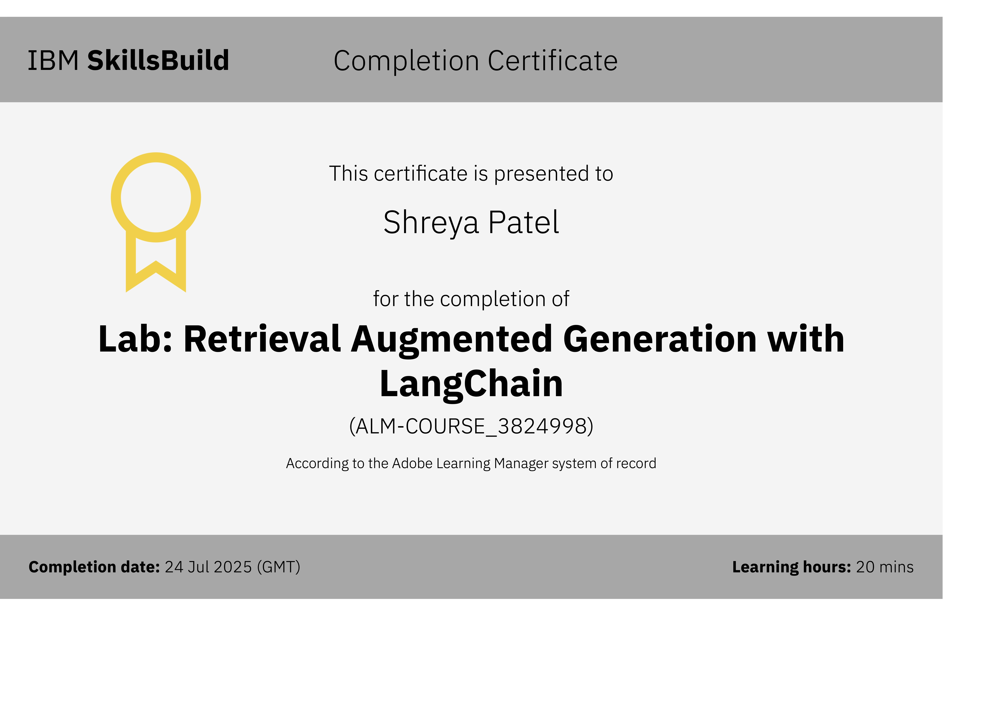 IBM SkillsBuild
Completion Certificate
This certificate is presented to
Shreya Patel
for the completion of
Lab: Retrieval Augmented Generation with
LangChain
(ALM-COURSE_3824998)
According to the Adobe Learning Manager system of record
Completion date: 24 Jul 2025 (GMT)
Learning hours: 20 mins